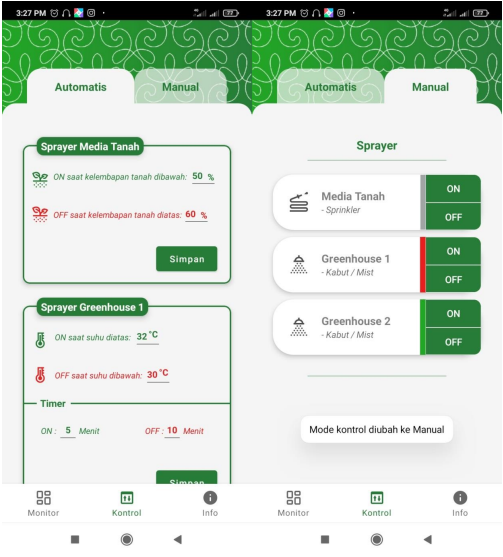 3:27 PM
77
Automatis
Manual
Sprayer Media Tanah
ON saat kelembapan tanah dibawah: 50 %
OFF saat kelembapan tanah diatas: 60 %
Simpan
Sprayer Greenhouse 1
ON saat suhu diatas: 32 °C
OFF saat suhu dibawah: 30 °C
Timer
ON : 5 Menit
OFF : 10 Menit
Simpan
Monitor
Kontrol
Info
3:27 PM
77
Automatis
Manual
Sprayer
Media Tanah
- Sprinkler
ON
OFF
Greenhouse 1
- Kabut / Mist
ON
OFF
Greenhouse 2
- Kabut / Mist
ON
OFF
Mode kontrol diubah ke Manual
Monitor
Kontrol
Info